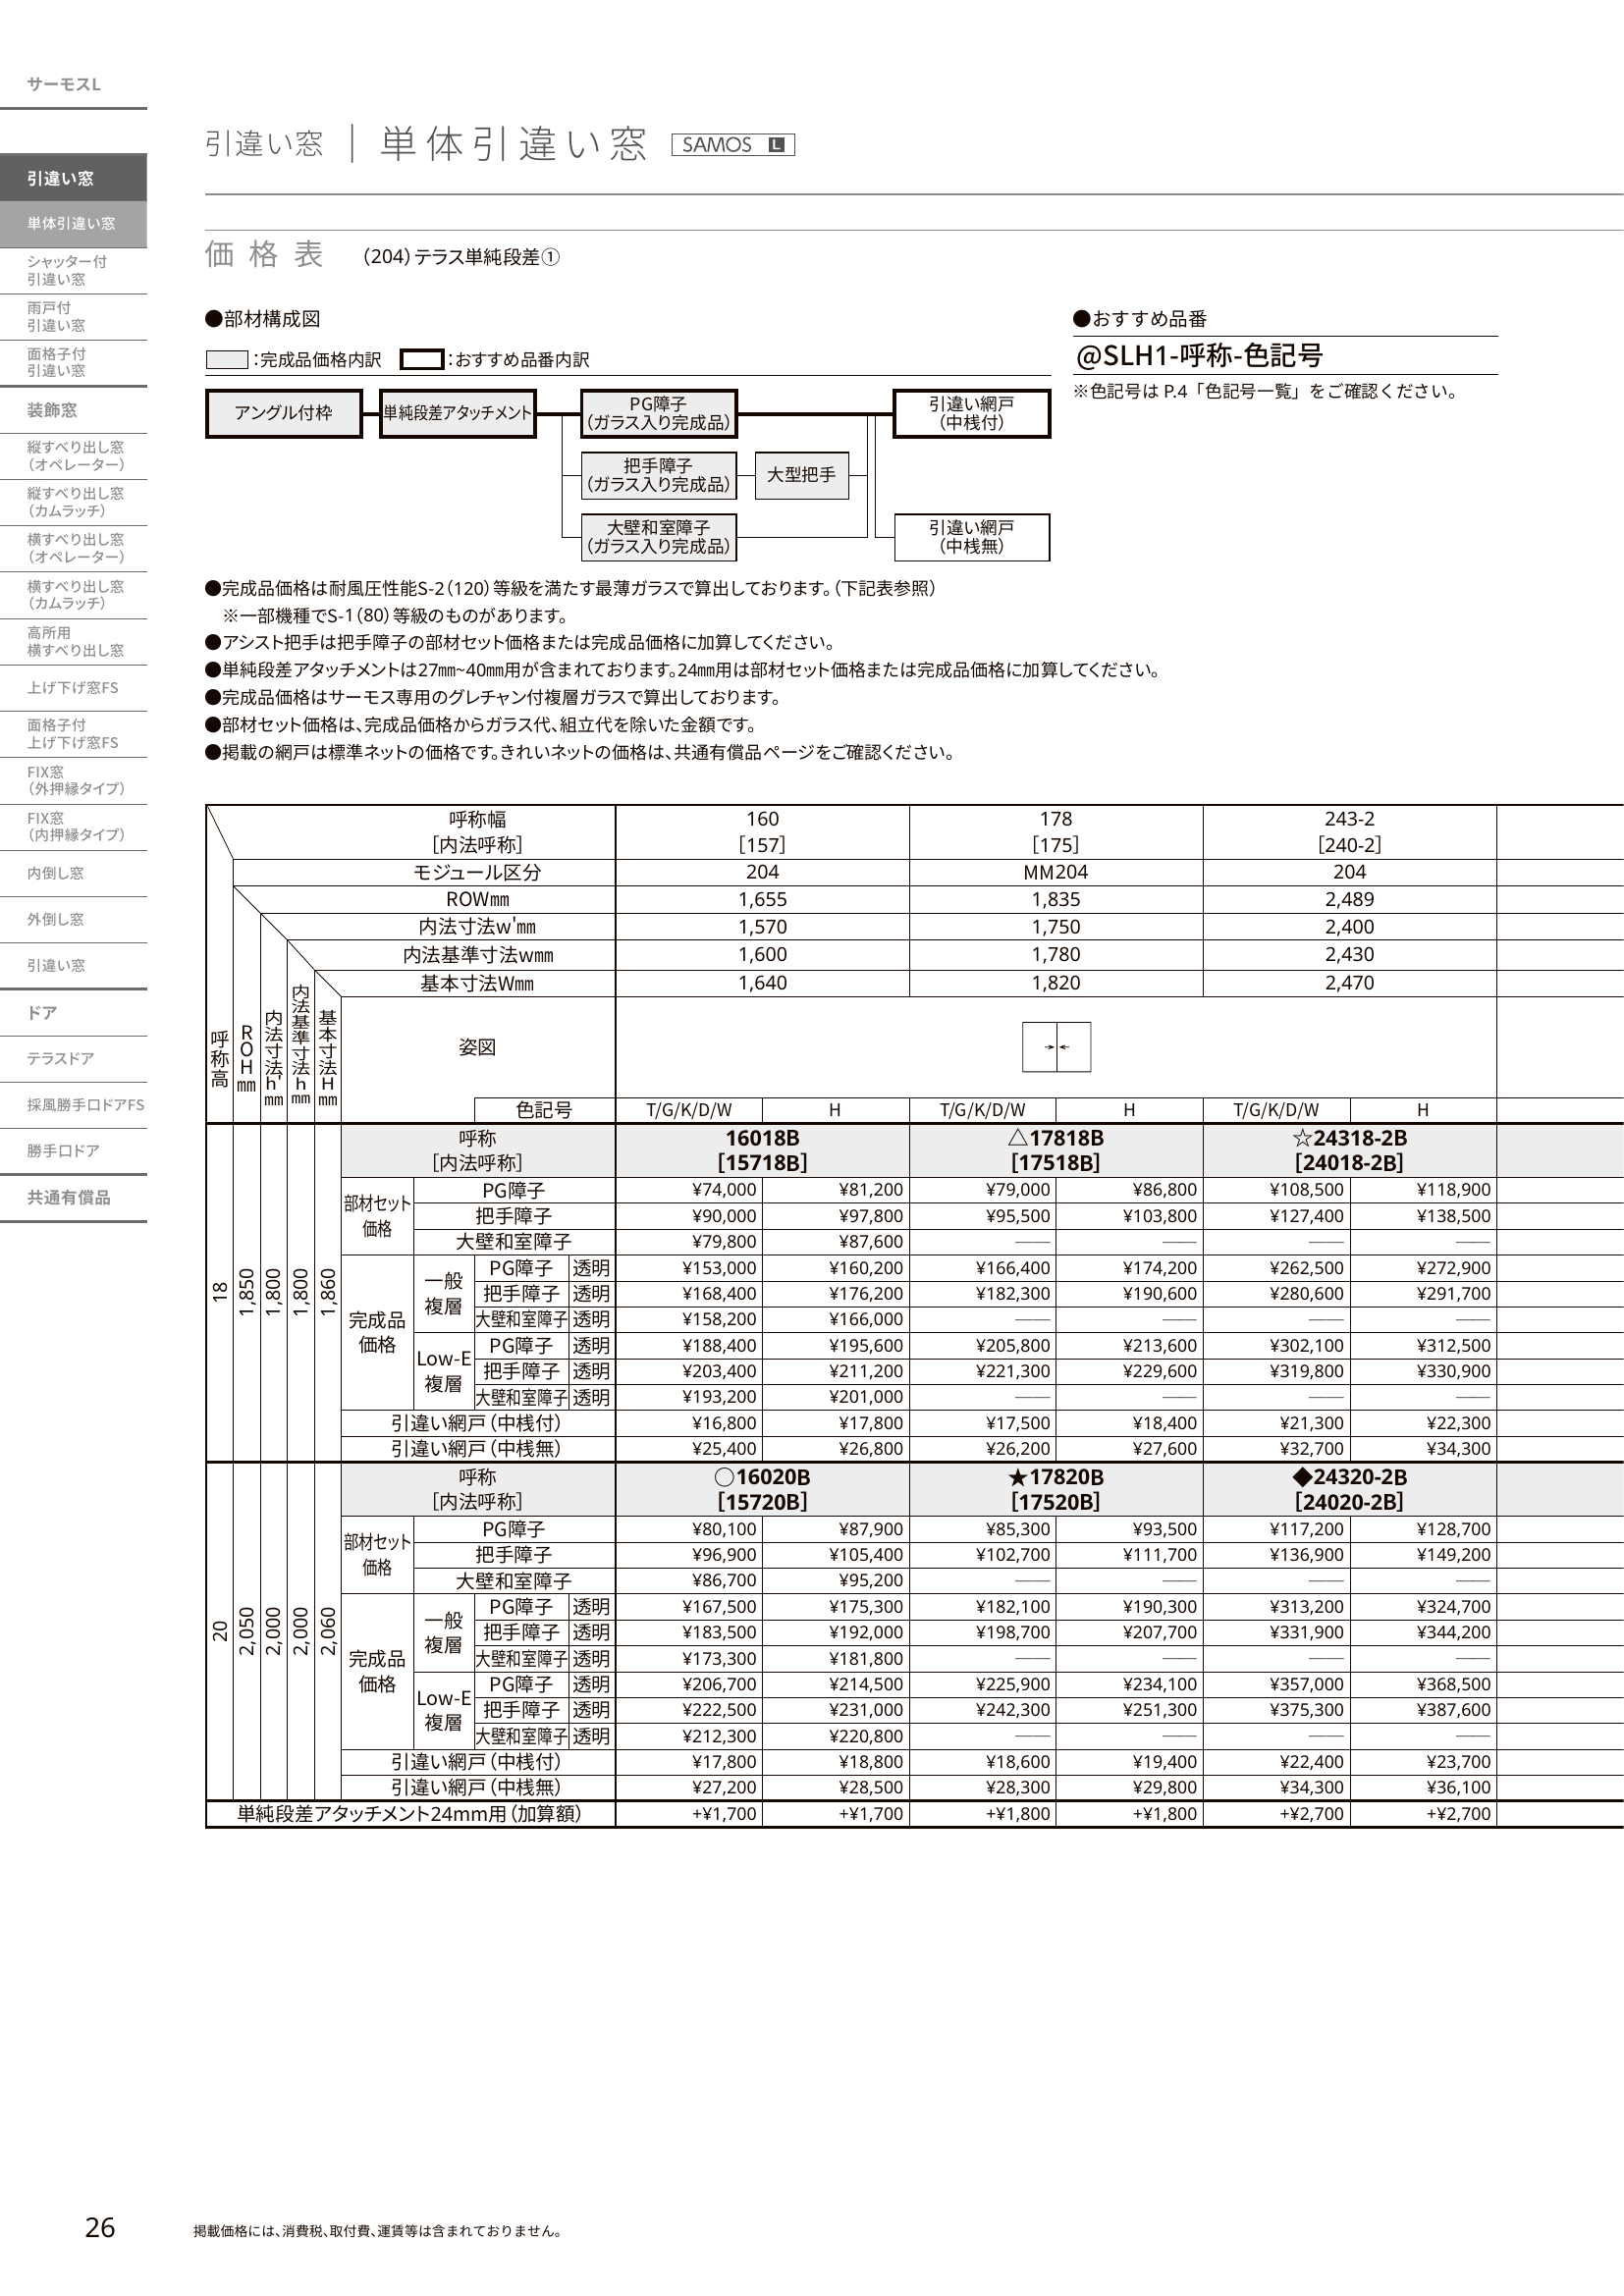 サーモスL
引違い窓
単体引違い窓
シャッター付
引違い窓
雨戸付
引違い窓
面格子付
引違い窓
装飾窓
縦すべり出し窓
（オペレーター）
縦すべり出し窓
（カムラッチ）
横すべり出し窓
（オペレーター）
横すべり出し窓
（カムラッチ）
高所用
横すべり出し窓
上げ下げ窓FS
面格子付
上げ下げ窓FS
FIX窓
（外押縁タイプ）
FIX窓
（内押縁タイプ）
内倒し窓
外倒し窓
引違い窓
ドア
テラスドア
採風勝手口ドアFS
勝手口ドア
共通有償品
引違い窓｜単体引違い窓 SAMOS L
価格表 （204）テラス単純段差①
●部材構成図
：完成品価格内訳 ：おすすめ品番内訳
アングル付枠 単純段差アタッチメント PG障子（ガラス入り完成品） 引違い網戸（中桟付）
把手障子（ガラス入り完成品） 大型把手
大壁和室障子（ガラス入り完成品） 引違い網戸（中桟無）
●おすすめ品番
@SLH1-呼称-色記号
※色記号は P.4「色記号一覧」をご確認ください。
●完成品価格は耐風圧性能S-2（120）等級を満たす最薄ガラスで算出しております。（下記表参照）
※一部機種でS-1（80）等級のものがあります。
●アシスト把手は把手障子の部材セット価格または完成品価格に加算してください。
●単純段差アタッチメントは27㎜~40㎜用が含まれております。24㎜用は部材セット価格または完成品価格に加算してください。
●完成品価格はサーモス専用のグレチャン付複層ガラスで算出しております。
●部材セット価格は、完成品価格からガラス代、組立代を除いた金額です。
●掲載の網戸は標準ネットの価格です。きれいネットの価格は、共通有償品ページをご確認ください。
呼称幅 160 178 243-2
［内法呼称］ ［157］ ［175］ ［240-2］
モジュール区分 204 MM204 204
ROW㎜ 1,655 1,835 2,489
内法寸法w'㎜ 1,570 1,750 2,400
内法基準寸法w㎜ 1,600 1,780 2,430
基本寸法W㎜ 1,640 1,820 2,470
呼称高 ROH㎜ 内法寸法h'㎜ 内法基準寸法h㎜ 基本寸法H㎜ 姿図
色記号 T/G/K/D/W H T/G/K/D/W H T/G/K/D/W H
18 1,850 1,800 1,800 1,860
呼称 16018B △17818B ☆24318-2B
［内法呼称］ ［15718B］ ［17518B］ ［24018-2B］
部材セット価格 PG障子 ¥74,000 ¥81,200 ¥79,000 ¥86,800 ¥108,500 ¥118,900
把手障子 ¥90,000 ¥97,800 ¥95,500 ¥103,800 ¥127,400 ¥138,500
大壁和室障子 ¥79,800 ¥87,600 —— —— —— ——
完成品価格 一般複層 PG障子 透明 ¥153,000 ¥160,200 ¥166,400 ¥174,200 ¥262,500 ¥272,900
把手障子 透明 ¥168,400 ¥176,200 ¥182,300 ¥190,600 ¥280,600 ¥291,700
大壁和室障子 透明 ¥158,200 ¥166,000 —— —— —— ——
Low-E複層 PG障子 透明 ¥188,400 ¥195,600 ¥205,800 ¥213,600 ¥302,100 ¥312,500
把手障子 透明 ¥203,400 ¥211,200 ¥221,300 ¥229,600 ¥319,800 ¥330,900
大壁和室障子 透明 ¥193,200 ¥201,000 —— —— —— ——
引違い網戸（中桟付） ¥16,800 ¥17,800 ¥17,500 ¥18,400 ¥21,300 ¥22,300
引違い網戸（中桟無） ¥25,400 ¥26,800 ¥26,200 ¥27,600 ¥32,700 ¥34,300
20 2,050 2,000 2,000 2,060
呼称 ○16020B ★17820B ◆24320-2B
［内法呼称］ ［15720B］ ［17520B］ ［24020-2B］
部材セット価格 PG障子 ¥80,100 ¥87,900 ¥85,300 ¥93,500 ¥117,200 ¥128,700
把手障子 ¥96,900 ¥105,400 ¥102,700 ¥111,700 ¥136,900 ¥149,200
大壁和室障子 ¥86,700 ¥95,200 —— —— —— ——
完成品価格 一般複層 PG障子 透明 ¥167,500 ¥175,300 ¥182,100 ¥190,300 ¥313,200 ¥324,700
把手障子 透明 ¥183,500 ¥192,000 ¥198,700 ¥207,700 ¥331,900 ¥344,200
大壁和室障子 透明 ¥173,300 ¥181,800 —— —— —— ——
Low-E複層 PG障子 透明 ¥206,700 ¥214,500 ¥225,900 ¥234,100 ¥357,000 ¥368,500
把手障子 透明 ¥222,500 ¥231,000 ¥242,300 ¥251,300 ¥375,300 ¥387,600
大壁和室障子 透明 ¥212,300 ¥220,800 —— —— —— ——
引違い網戸（中桟付） ¥17,800 ¥18,800 ¥18,600 ¥19,400 ¥22,400 ¥23,700
引違い網戸（中桟無） ¥27,200 ¥28,500 ¥28,300 ¥29,800 ¥34,300 ¥36,100
単純段差アタッチメント24mm用（加算額） +¥1,700 +¥1,700 +¥1,800 +¥1,800 +¥2,700 +¥2,700
26 掲載価格には、消費税、取付費、運賃等は含まれておりません。